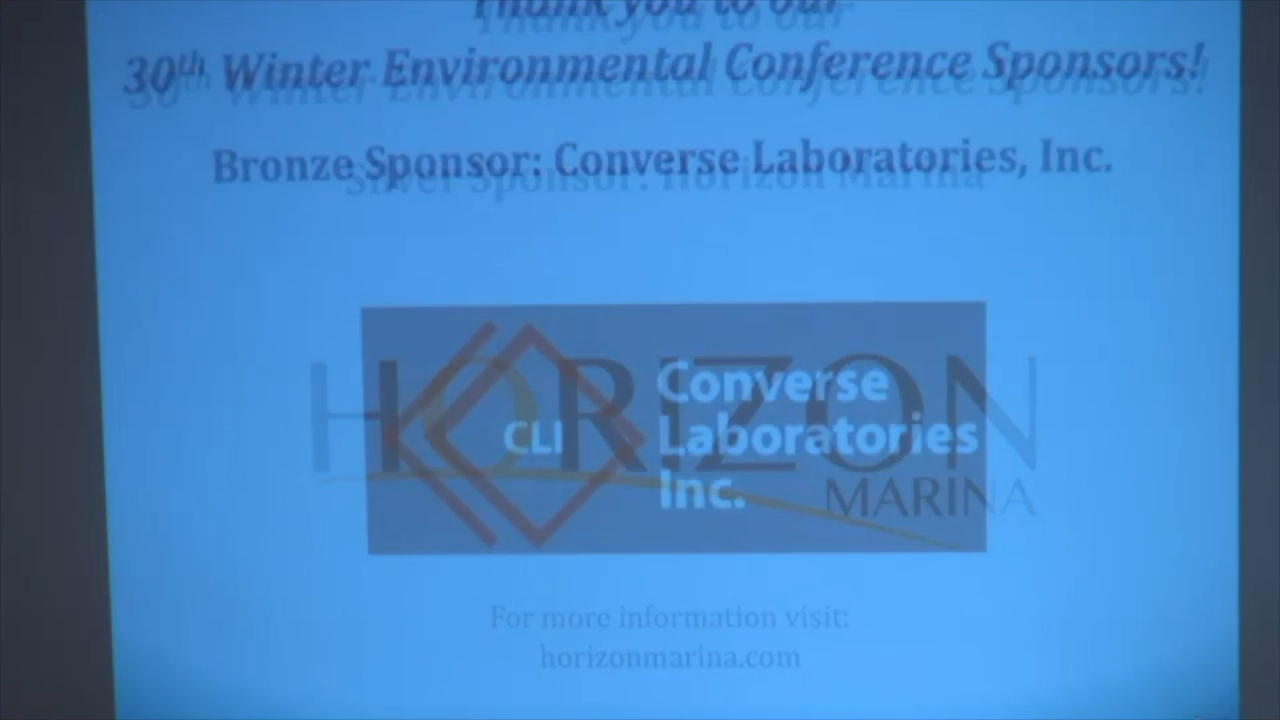 Thank you to our
30th Winter Environmental Conference Sponsors!
Bronze Sponsor: Converse Laboratories, Inc.
Silver Sponsor: Horizon Marina
HORIZON
MARINA
CLI
Converse
Laboratories
Inc.
For more information visit:
horizonmarina.com